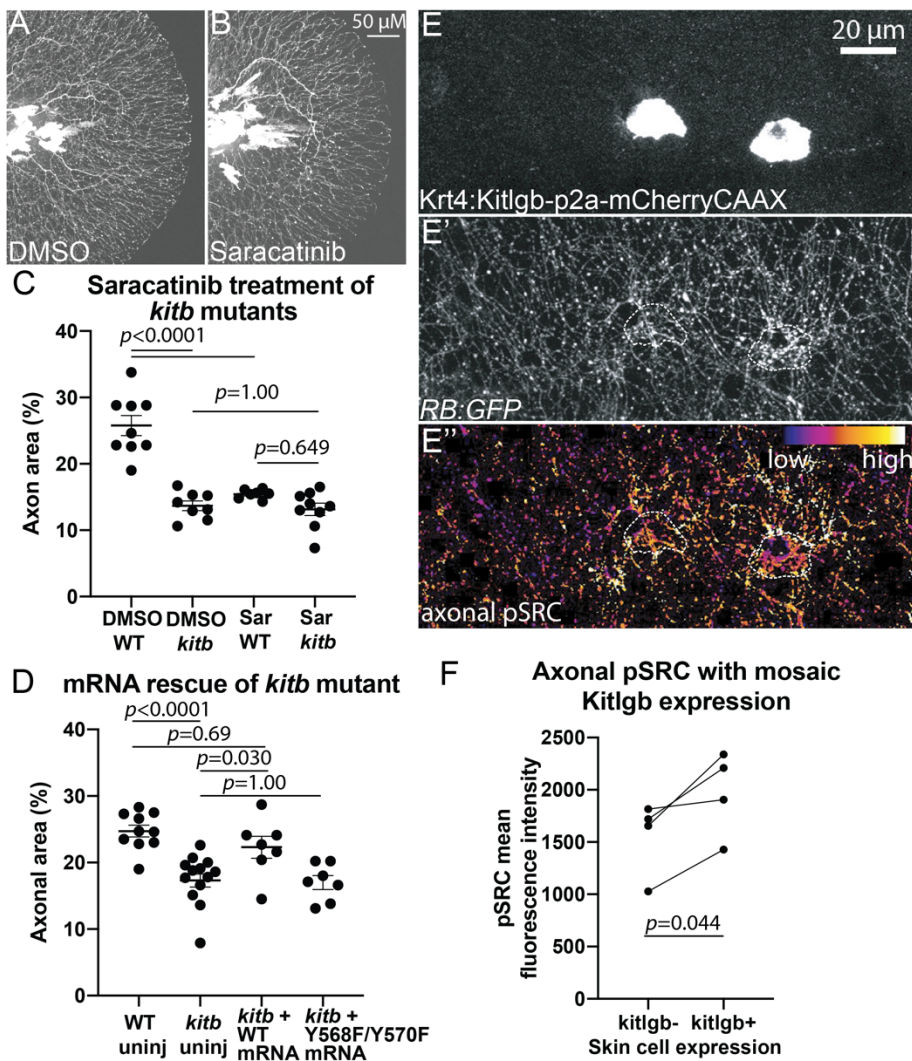 A
DMSO
B
50 µM
Saracatinib
C
Saracatinib treatment of
kitb mutants
p<0.0001
p=1.00
p=0.649
Axon area (%)
40
30
20
10
0
DMSO
WT
DMSO
kitb
Sar
WT
Sar
kitb
D
mRNA rescue of kitb mutant
p<0.0001
p=0.69
p=0.030
p=1.00
Axonal area (%)
40
30
20
10
0
WT
uninj
kitb
uninj
kitb +
WT
mRNA
kitb +
Y568F/Y570F
mRNA
E
20 µm
Krt4:Kitlgb-p2a-mCherryCAAX
E'
RB:GFP
E''
low
high
axonal pSRC
F
Axonal pSRC with mosaic
Kitlgb expression
pSRC mean
fluorescence intensity
2500
2000
1500
1000
500
0
p=0.044
kitlgb-
kitlgb+
Skin cell expression